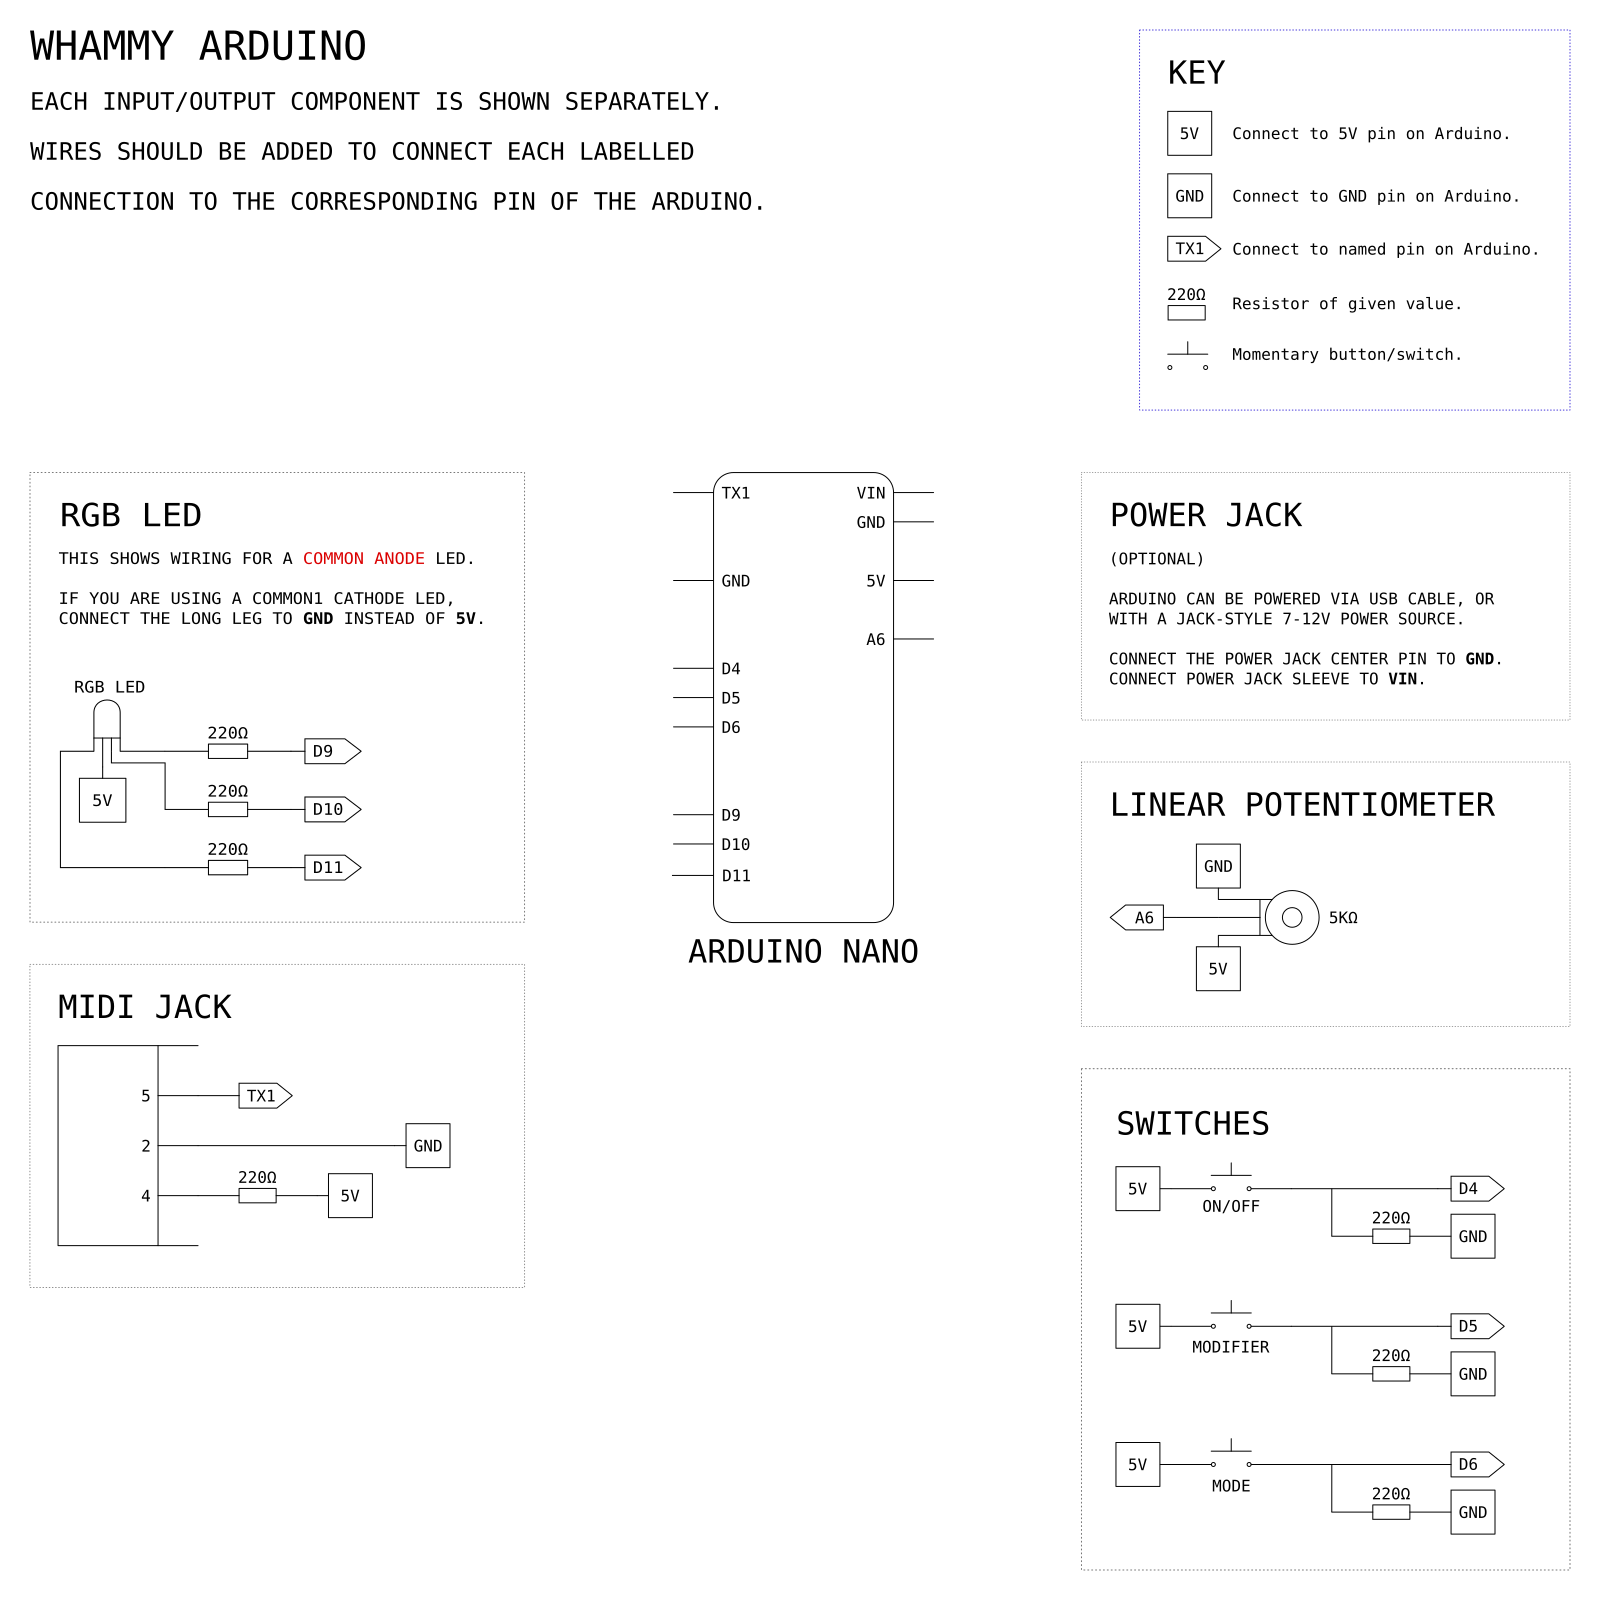 WHAMMY ARDUINO
EACH INPUT/OUTPUT COMPONENT IS SHOWN SEPARATELY.
WIRES SHOULD BE ADDED TO CONNECT EACH LABELLED
CONNECTION TO THE CORRESPONDING PIN OF THE ARDUINO.
KEY
5V Connect to 5V pin on Arduino.
GND Connect to GND pin on Arduino.
TX1 Connect to named pin on Arduino.
220Ω
Resistor of given value.
Momentary button/switch.
RGB LED
THIS SHOWS WIRING FOR A COMMON ANODE LED.
IF YOU ARE USING A COMMON1 CATHODE LED,
CONNECT THE LONG LEG TO GND INSTEAD OF 5V.
RGB LED
220Ω
D9
5V
220Ω
D10
220Ω
D11
TX1 VIN
GND
GND 5V
A6
D4
D5
D6
D9
D10
D11
ARDUINO NANO
POWER JACK
(OPTIONAL)
ARDUINO CAN BE POWERED VIA USB CABLE, OR
WITH A JACK-STYLE 7-12V POWER SOURCE.
CONNECT THE POWER JACK CENTER PIN TO GND.
CONNECT POWER JACK SLEEVE TO VIN.
LINEAR POTENTIOMETER
GND
A6 5KΩ
5V
MIDI JACK
5 TX1
2 GND
220Ω
4 5V
SWITCHES
5V D4
ON/OFF
220Ω
GND
5V D5
MODIFIER
220Ω
GND
5V D6
MODE
220Ω
GND